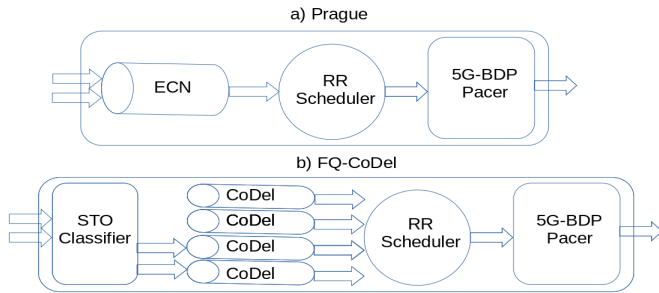 a) Prague
ECN
RR
Scheduler
5G-BDP
Pacer
b) FQ-CoDel
STO
Classifier
CoDel
CoDel
CoDel
CoDel
RR
Scheduler
5G-BDP
Pacer